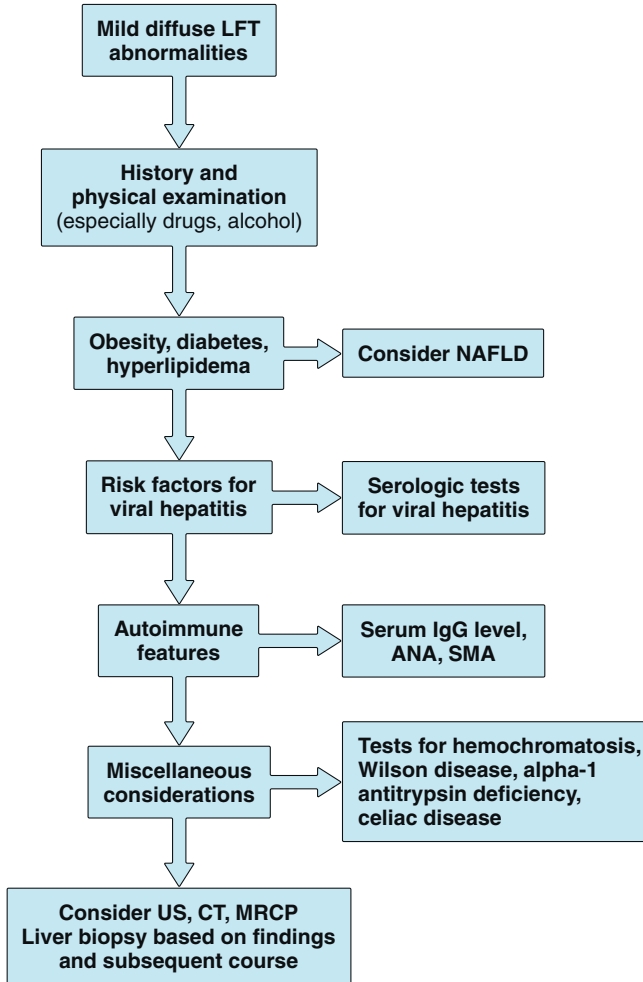 Mild diffuse LFT
abnormalities
History and
physical examination
(especially drugs, alcohol)
Obesity, diabetes,
hyperlipidema
Consider NAFLD
Risk factors for
viral hepatitis
Serologic tests
for viral hepatitis
Autoimmune
features
Serum IgG level,
ANA, SMA
Miscellaneous
considerations
Tests for hemochromatosis,
Wilson disease, alpha-1
antitrypsin deficiency,
celiac disease
Consider US, CT, MRCP
Liver biopsy based on findings
and subsequent course